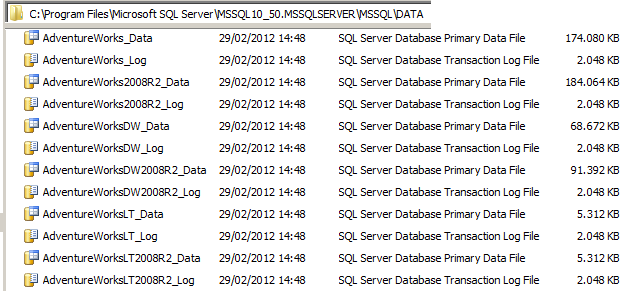 C:\Program Files\Microsoft SQL Server\MSSQL10_50.MSSQLSERVER\MSSQL\DATA
AdventureWorks_Data 29/02/2012 14:48 SQL Server Database Primary Data File 174.080 KB
AdventureWorks_Log 29/02/2012 14:48 SQL Server Database Transaction Log File 2.048 KB
AdventureWorks2008R2_Data 29/02/2012 14:48 SQL Server Database Primary Data File 184.064 KB
AdventureWorks2008R2_Log 29/02/2012 14:48 SQL Server Database Transaction Log File 2.048 KB
AdventureWorksDW_Data 29/02/2012 14:48 SQL Server Database Primary Data File 68.672 KB
AdventureWorksDW_Log 29/02/2012 14:48 SQL Server Database Transaction Log File 2.048 KB
AdventureWorksDW2008R2_Data 29/02/2012 14:48 SQL Server Database Primary Data File 91.392 KB
AdventureWorksDW2008R2_Log 29/02/2012 14:48 SQL Server Database Transaction Log File 2.048 KB
AdventureWorksLT_Data 29/02/2012 14:48 SQL Server Database Primary Data File 5.312 KB
AdventureWorksLT_Log 29/02/2012 14:48 SQL Server Database Transaction Log File 2.048 KB
AdventureWorksLT2008R2_Data 29/02/2012 14:48 SQL Server Database Primary Data File 5.312 KB
AdventureWorksLT2008R2_Log 29/02/2012 14:48 SQL Server Database Transaction Log File 2.048 KB